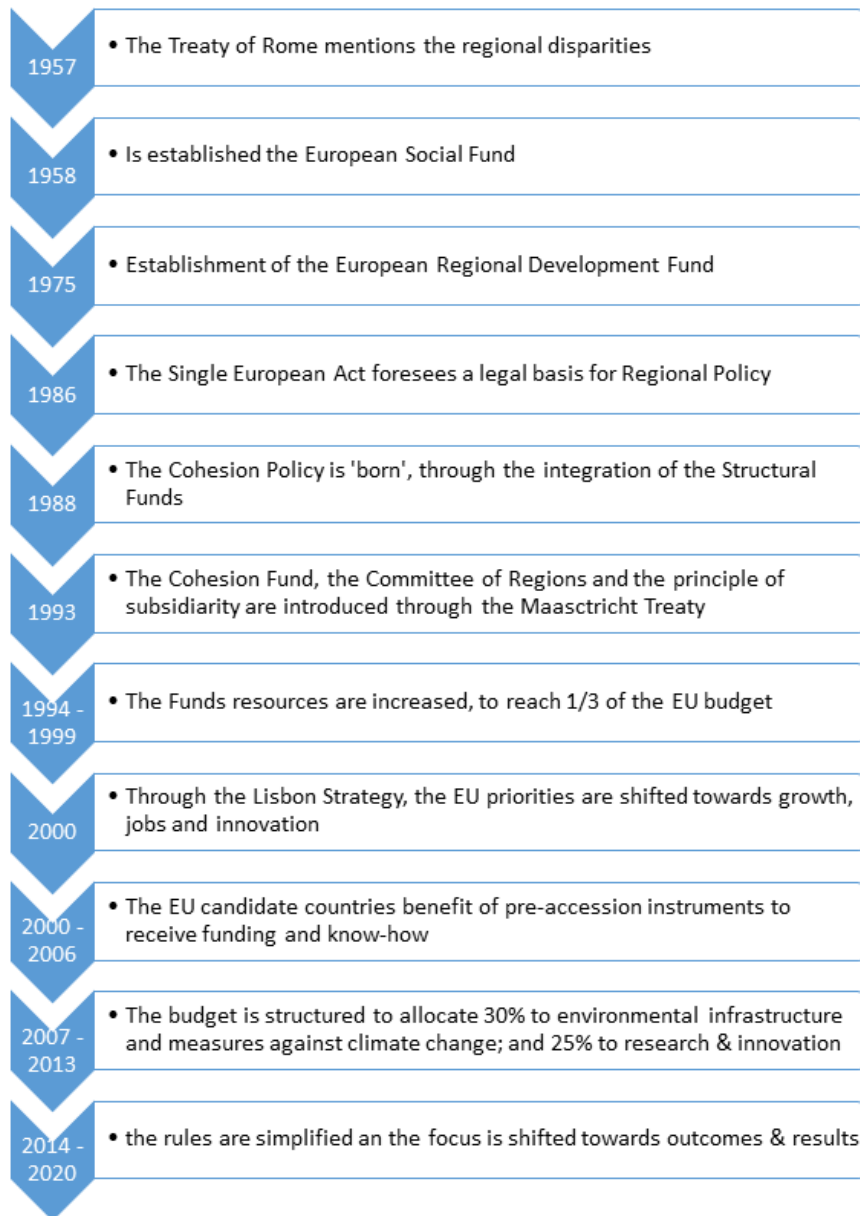 1957
• The Treaty of Rome mentions the regional disparities
1958
• Is established the European Social Fund
1975
• Establishment of the European Regional Development Fund
1986
• The Single European Act foresees a legal basis for Regional Policy
1988
• The Cohesion Policy is 'born', through the integration of the Structural
Funds
1993
• The Cohesion Fund, the Committee of Regions and the principle of
subsidiarity are introduced through the Maasctricht Treaty
1994 -
1999
• The Funds resources are increased, to reach 1/3 of the EU budget
2000
• Through the Lisbon Strategy, the EU priorities are shifted towards growth,
jobs and innovation
2000 -
2006
• The EU candidate countries benefit of pre-accession instruments to
receive funding and know-how
2007 -
2013
• The budget is structured to allocate 30% to environmental infrastructure
and measures against climate change; and 25% to research & innovation
2014 -
2020
• the rules are simplified an the focus is shifted towards outcomes & results